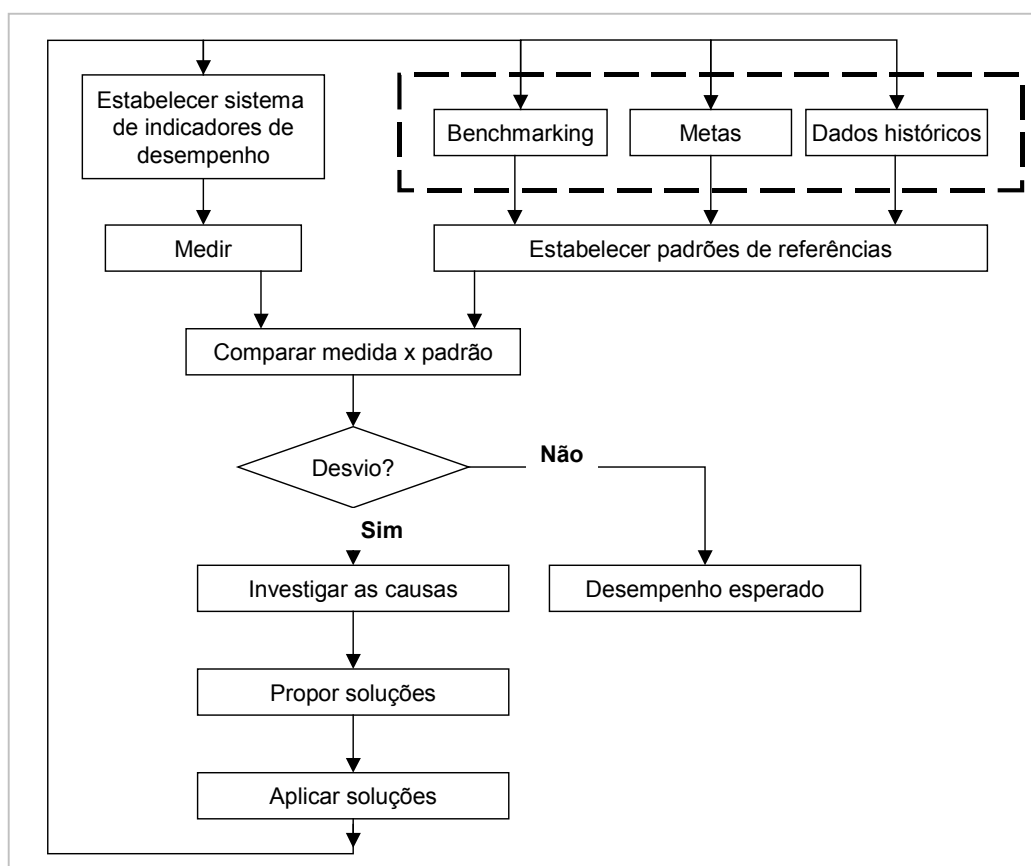 Estabelecer sistema
de indicadores de
desempenho
Benchmarking
Metas
Dados históricos
Medir
Estabelecer padrões de referências
Comparar medida x padrão
Desvio?
Não
Sim
Investigar as causas
Desempenho esperado
Propor soluções
Aplicar soluções